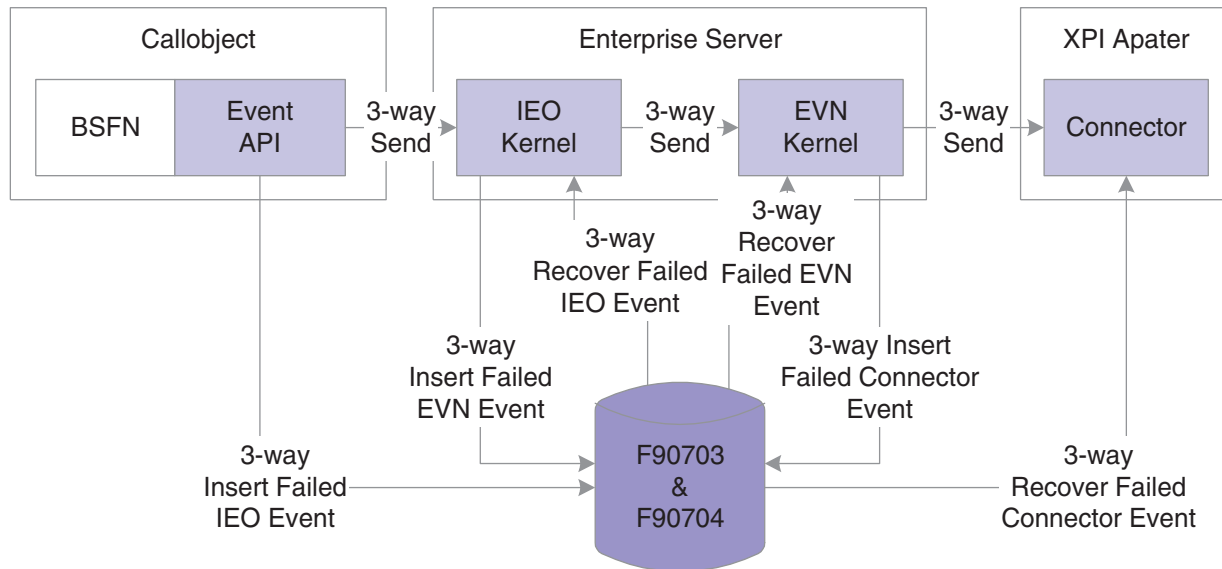 Callobject
Enterprise Server
XPI Apater
BSFN
Event
API
3-way
Send
IEO
Kernel
3-way
Send
EVN
Kernel
3-way
Send
Connector
3-way
Recover Failed
IEO Event
3-way
Recover
Failed EVN
Event
3-way
Insert Failed
EVN Event
3-way Insert
Failed Connector
Event
3-way
Insert Failed
IEO Event
F90703
&
F90704
3-way
Recover Failed
Connector Event